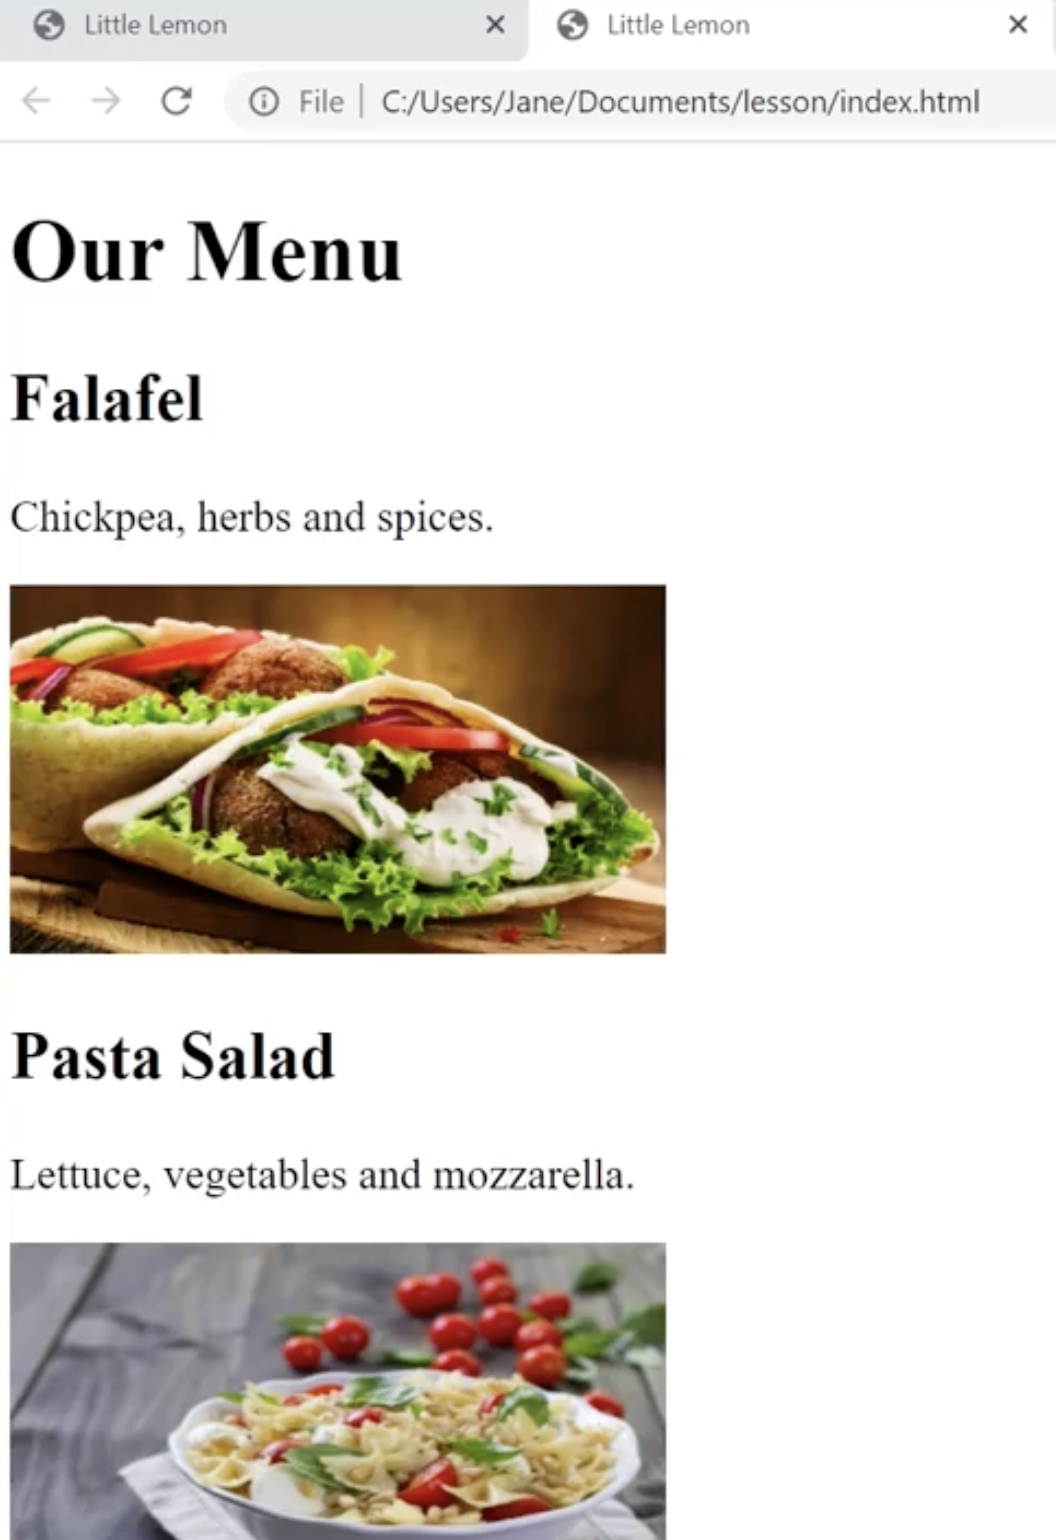 Little Lemon
Little Lemon
File | C:/Users/Jane/Documents/lesson/index.html
Our Menu
Falafel
Chickpea, herbs and spices.
Pasta Salad
Lettuce, vegetables and mozzarella.